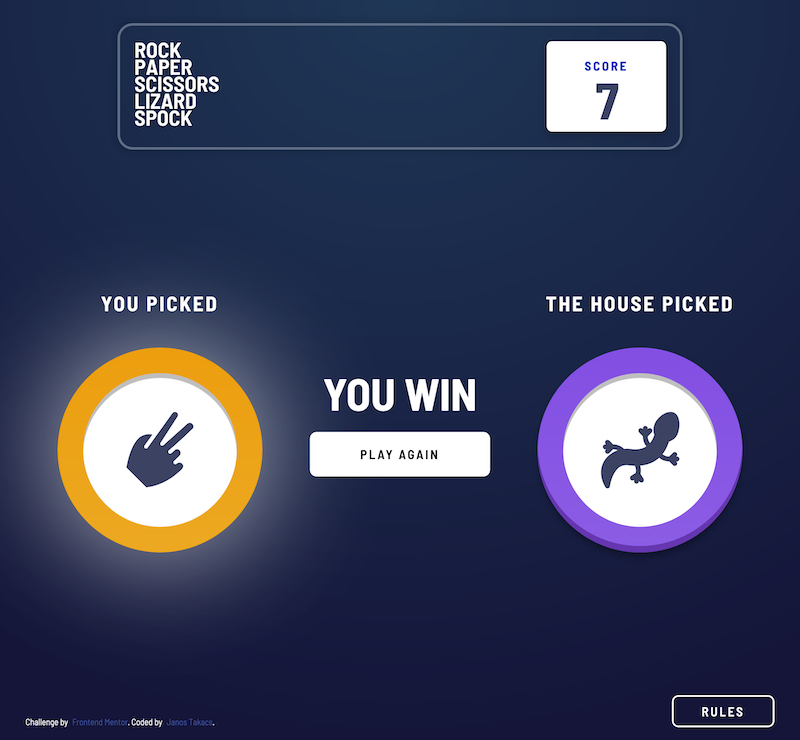 ROCK
PAPER
SCISSORS
LIZARD
SPOCK
SCORE
7
YOU PICKED
THE HOUSE PICKED
YOU WIN
PLAY AGAIN
RULES
Challenge by Frontend Mentor. Coded by Janos Takacs.